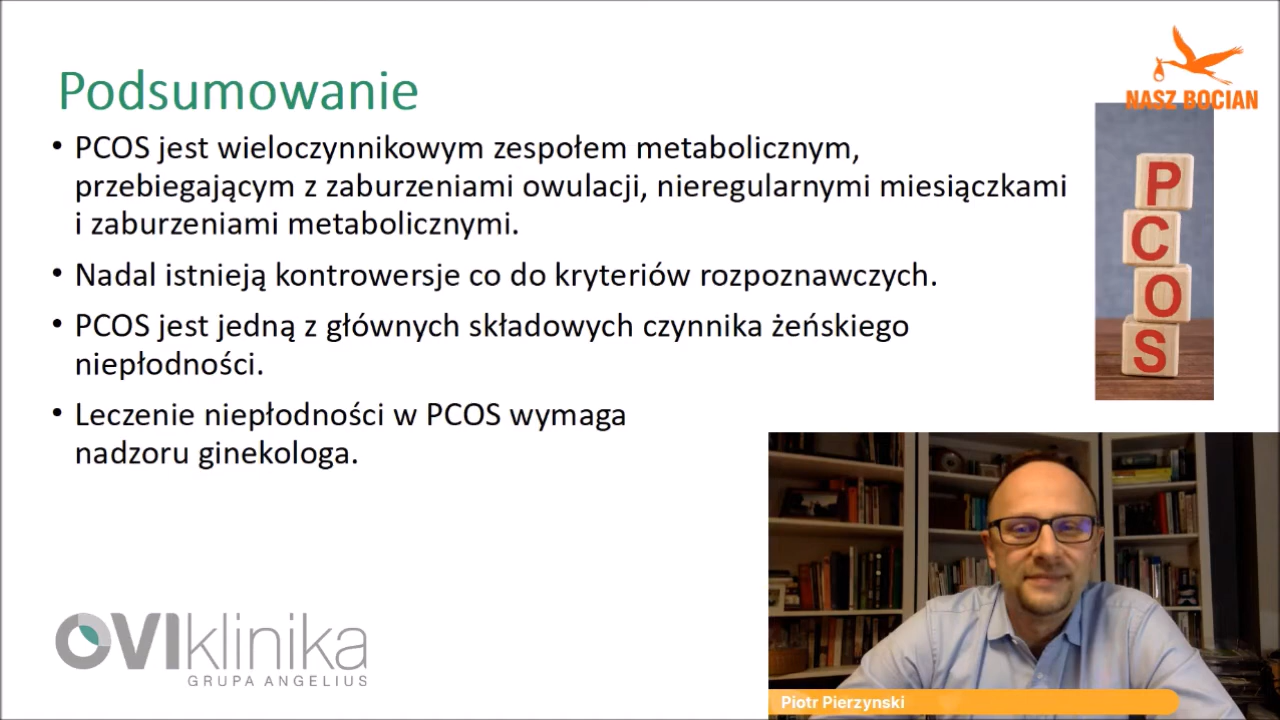 Podsumowanie
NASZ BOCIAN
• PCOS jest wieloczynnikowym zespołem metabolicznym,
przebiegającym z zaburzeniami owulacji, nieregularnymi miesiączkami
i zaburzeniami metabolicznymi.
• Nadal istnieją kontrowersje co do kryteriów rozpoznawczych.
• PCOS jest jedną z głównych składowych czynnika żeńskiego
niepłodności.
• Leczenie niepłodności w PCOS wymaga
nadzoru ginekologa.
P
C
O
S
OVIklinika
GRUPA ANGELIUS
Piotr Pierzynski